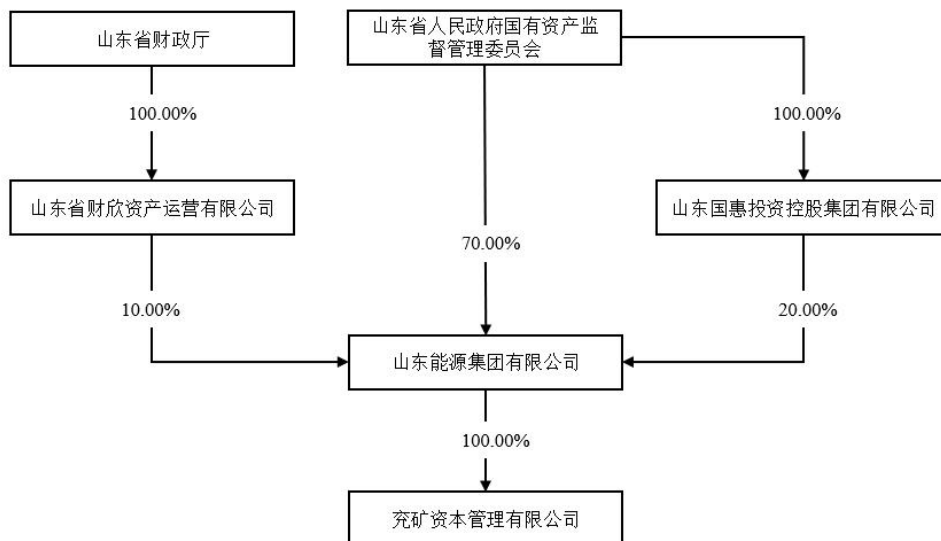 山东省财政厅
山东省人民政府国有资产监
督管理委员会
100.00%
100.00%
山东省财欣资产运营有限公司
山东国惠投资控股集团有限公司
70.00%
10.00%
20.00%
山东能源集团有限公司
100.00%
兖矿资本管理有限公司